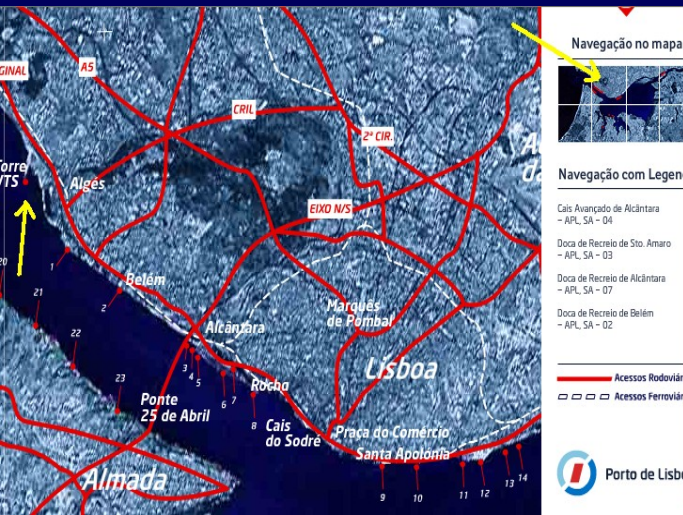 A5
CRIL
2ª CIR.
Algés
EIXO N/S
20
1
Belém
21
2
Marquês
de Pombal
Alcântara
22
Lisboa
3
4
5
23
6
7
Rocha
Ponte
25 de Abril
8
Cais
do Sodré
Praça do Comércio
Santa Apolónia
Almada
9
10
11
12
13
14
Navegação no mapa
Navegação com Legen
Cais Avançado de Alcântara
– APL, SA – 04
Doca de Recreio de Sto. Amaro
– APL, SA – 03
Doca de Recreio de Alcântara
– APL, SA – 07
Doca de Recreio de Belém
– APL, SA – 02
Acessos Rodoviár
Acessos Ferroviár
Porto de Lisbo